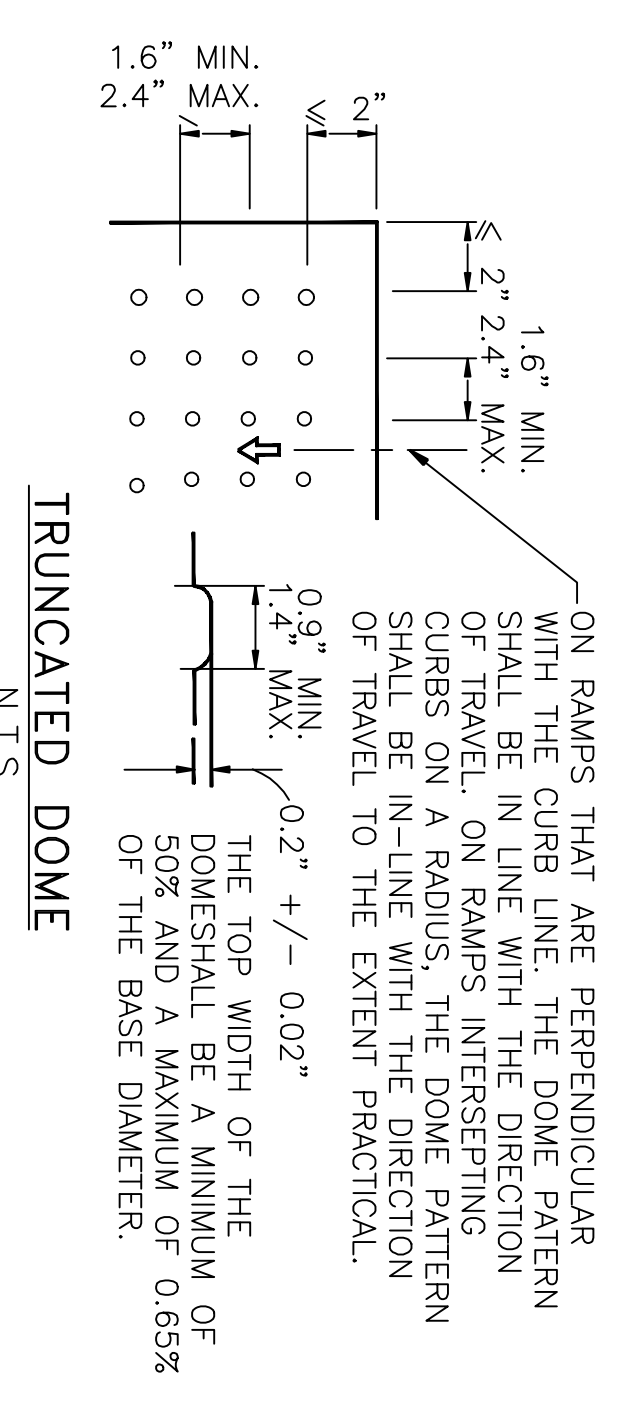 1.6” MIN.
2.4” MAX.
≤ 2”
≤ 2”
1.6” MIN.
2.4” MAX.
ON RAMPS THAT ARE PERPENDICULAR
WITH THE CURB LINE. THE DOME PATERN
SHALL BE IN LINE WITH THE DIRECTION
OF TRAVEL. ON RAMPS INTERSEPTING
CURBS ON A RADIUS, THE DOME PATTERN
SHALL BE IN-LINE WITH THE DIRECTION
OF TRAVEL TO THE EXTENT PRACTICAL.
0.9” MIN.
1.4” MAX.
0.2” +/- 0.02”
THE TOP WIDTH OF THE
DOMESHALL BE A MINIMUM OF
50% AND A MAXIMUM OF 0.65%
OF THE BASE DIAMETER.
TRUNCATED DOME
N.T.S